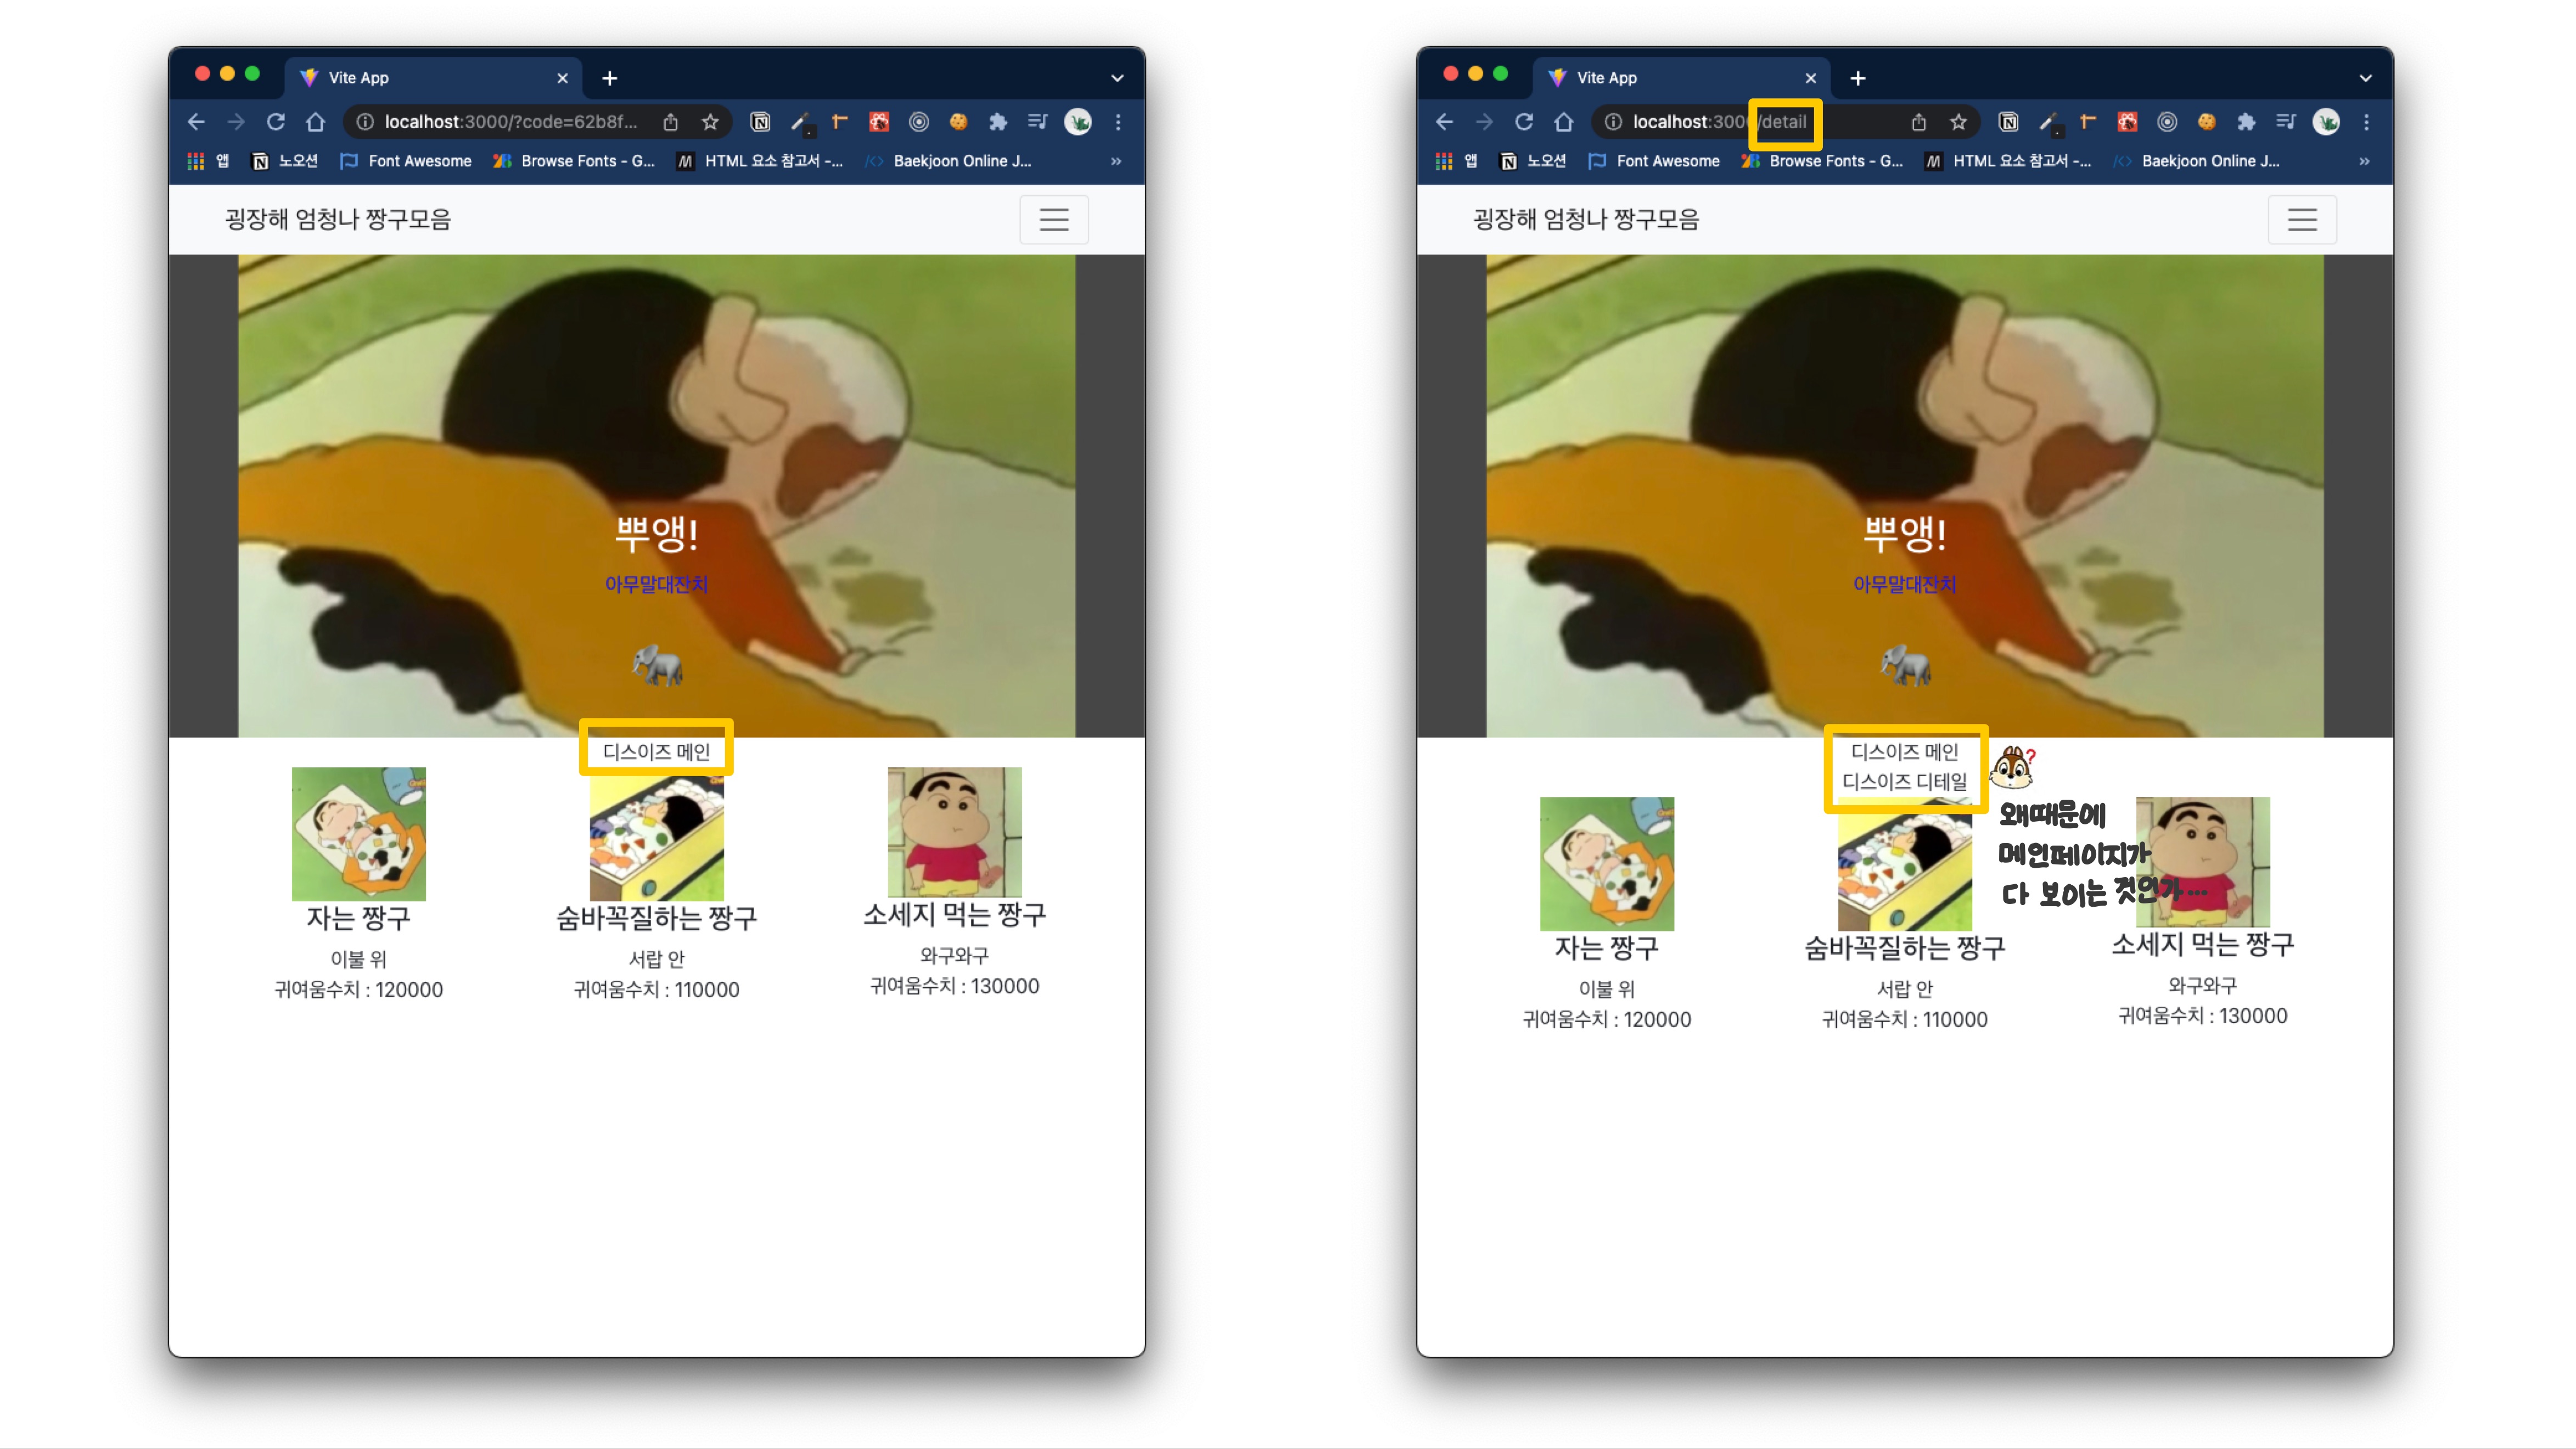 Vite App
localhost:3000/?code=62b8f...
앱
노오션
Font Awesome
Browse Fonts - G...
HTML 요소 참고서 -...
Baekjoon Online J...
굉장해 엄청나 짱구모음
뿌앵!
아무말대잔치
디스이즈 메인
자는 짱구
이불 위
귀여움수치 : 120000
숨바꼭질하는 짱구
서랍 안
귀여움수치 : 110000
소세지 먹는 짱구
와구와구
귀여움수치 : 130000
Vite App
localhost:3000/detail
앱
노오션
Font Awesome
Browse Fonts - G...
HTML 요소 참고서 -...
Baekjoon Online J...
굉장해 엄청나 짱구모음
뿌앵!
아무말대잔치
디스이즈 메인
디스이즈 디테일
?
왜때문에
메인페이지가
다 보이는 것인가...
자는 짱구
이불 위
귀여움수치 : 120000
숨바꼭질하는 짱구
서랍 안
귀여움수치 : 110000
소세지 먹는 짱구
와구와구
귀여움수치 : 130000